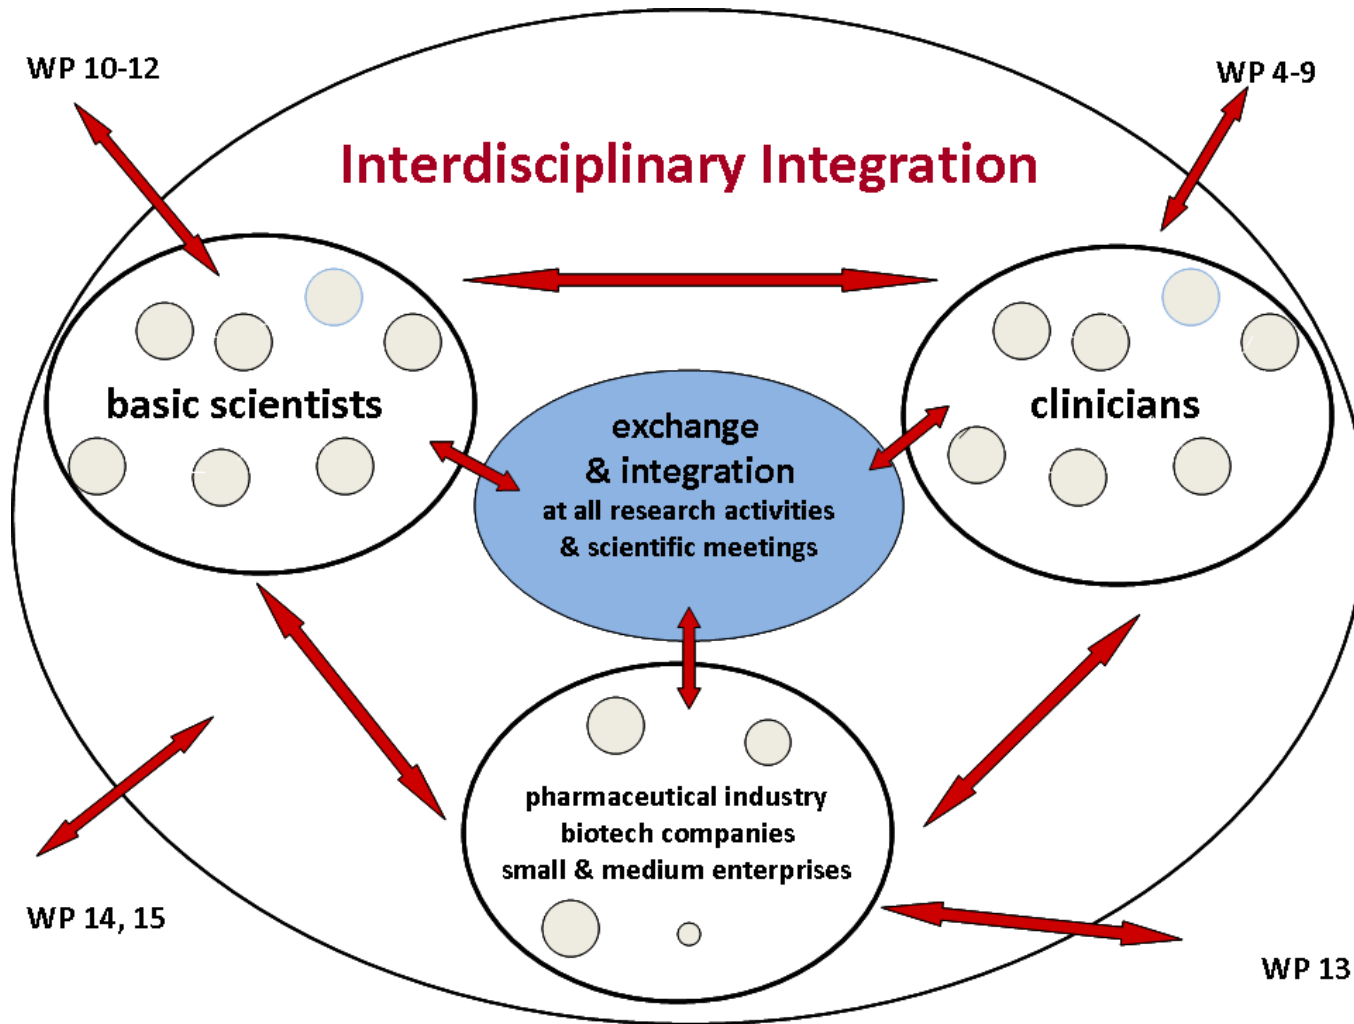 WP 10-12
WP 4-9
Interdisciplinary Integration
basic scientists
clinicians
exchange
& integration
at all research activities
& scientific meetings
pharmaceutical industry
biotech companies
small & medium enterprises
WP 14, 15
WP 13